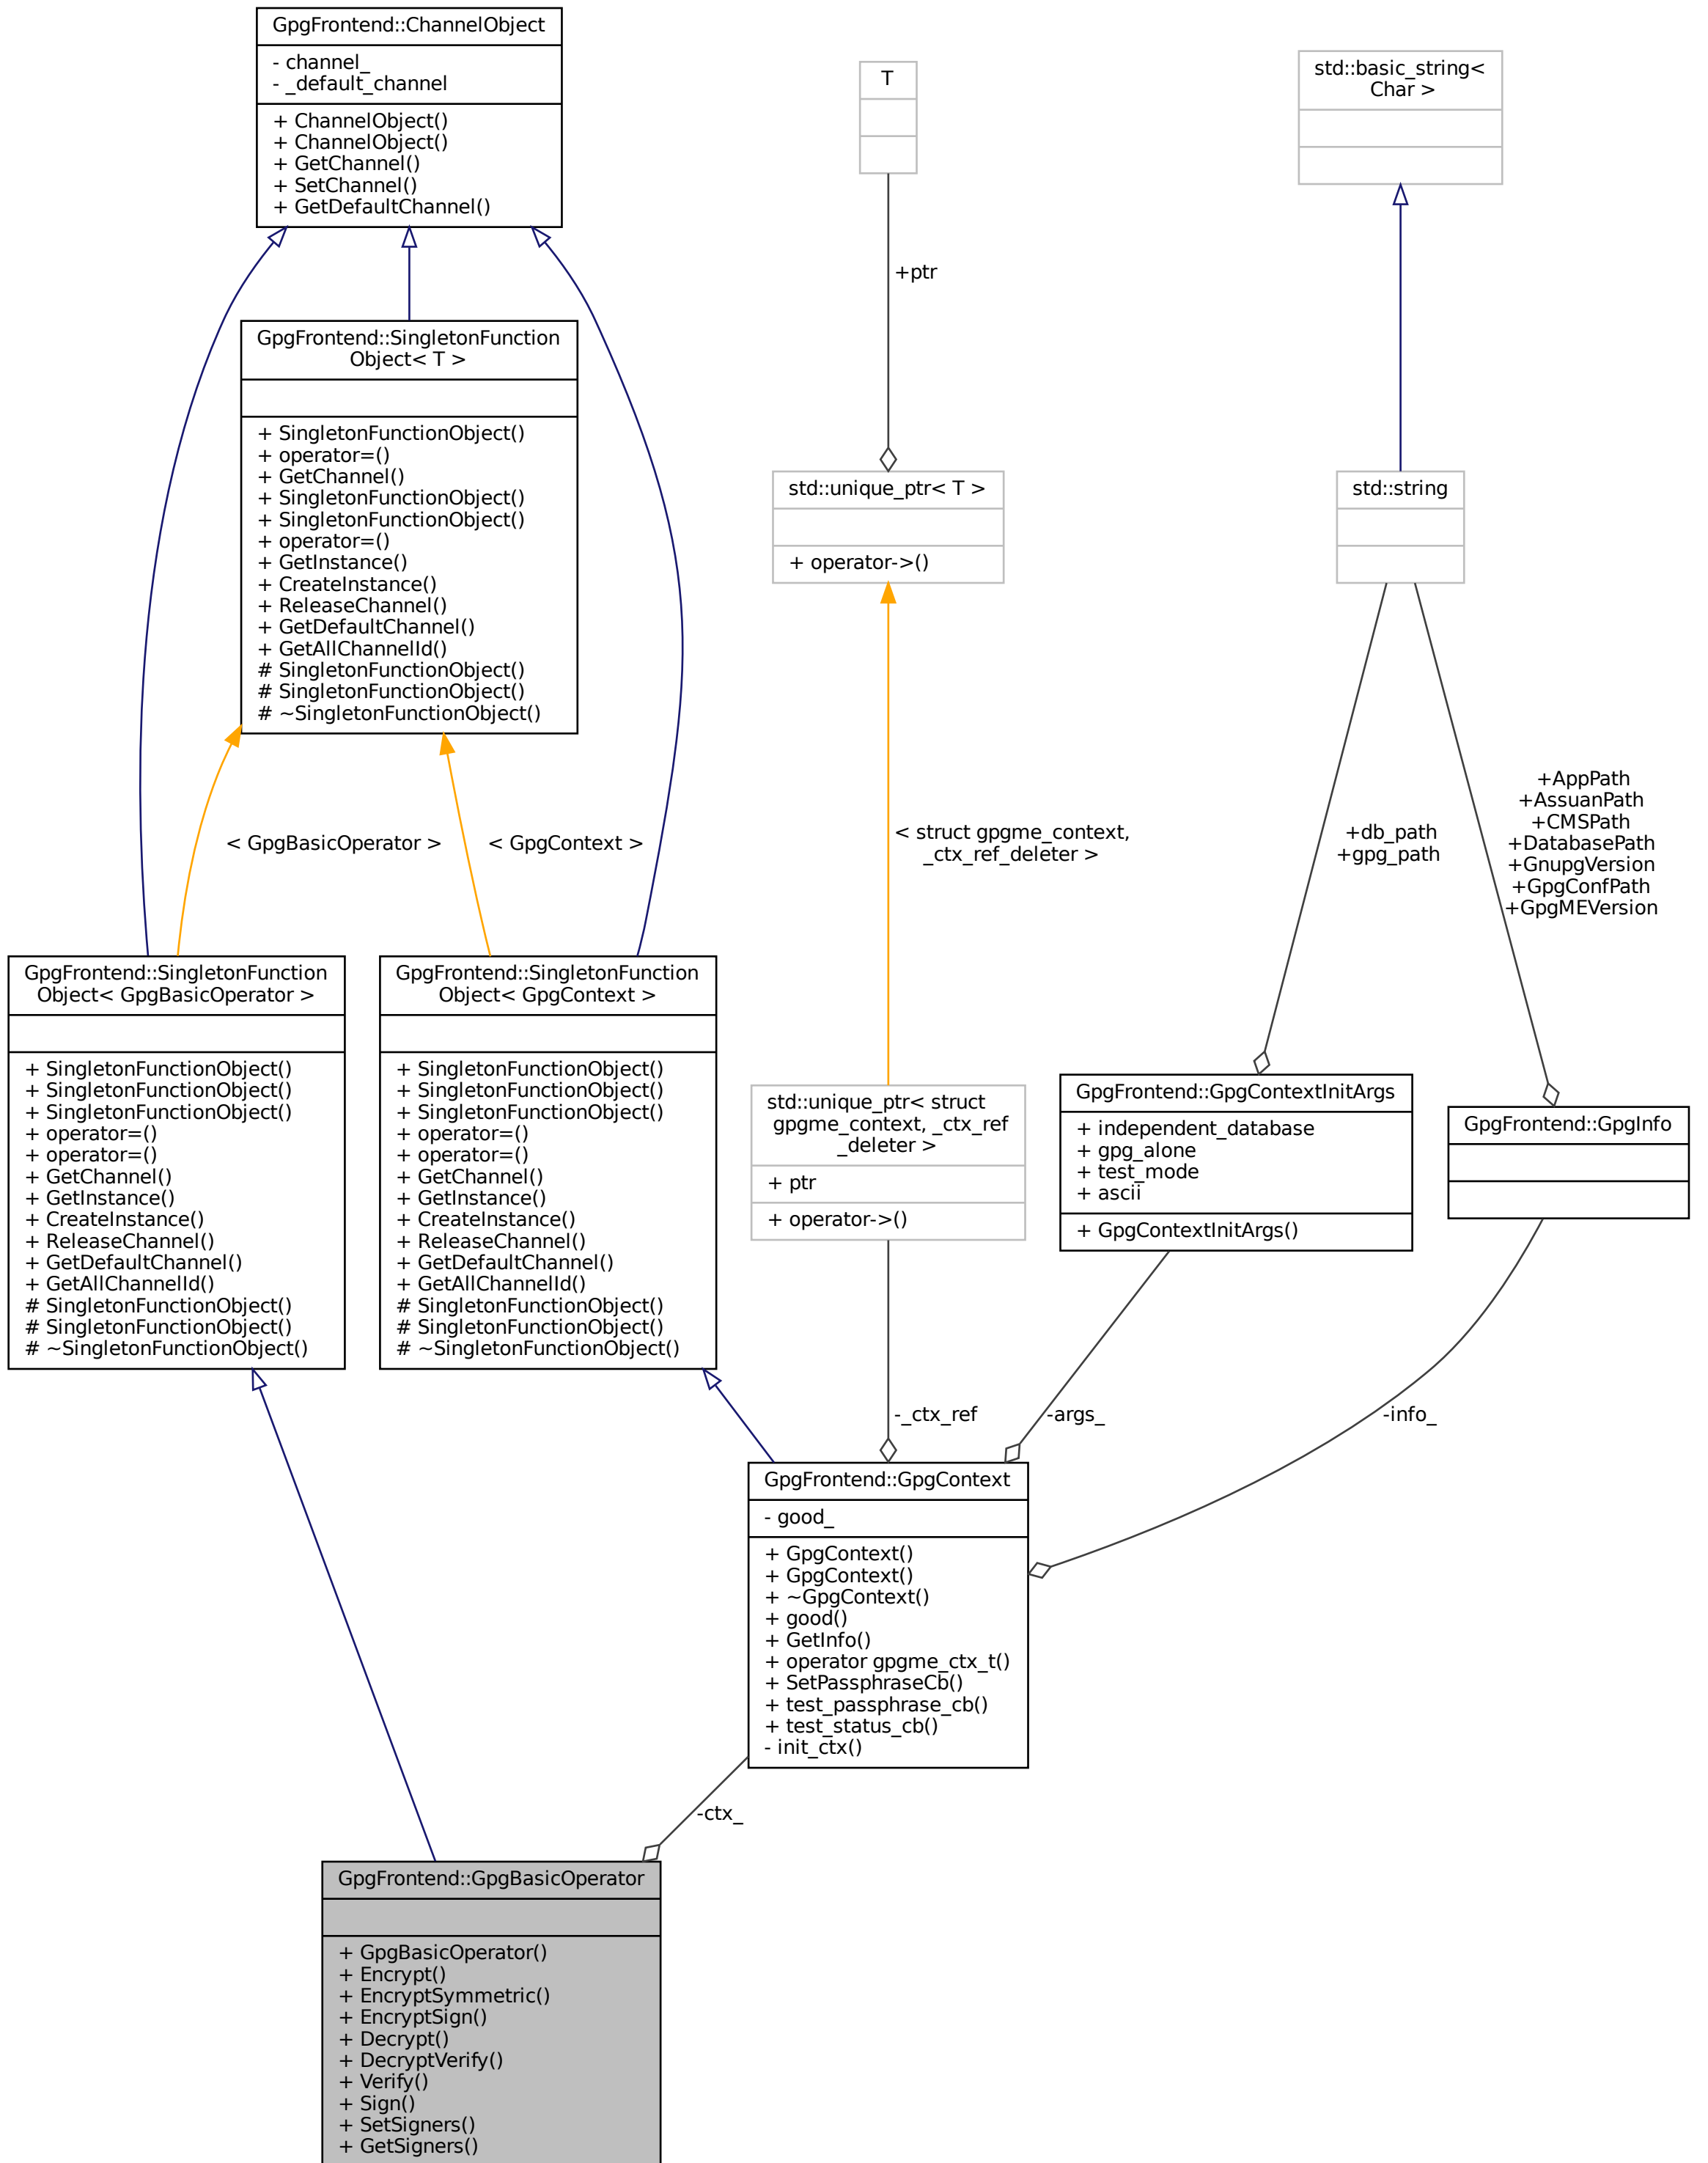 GpgFrontend::ChannelObject
- channel_
- _default_channel
+ ChannelObject()
+ ChannelObject()
+ GetChannel()
+ SetChannel()
+ GetDefaultChannel()
T
std::basic_string<
Char >
+ptr
GpgFrontend::SingletonFunction
Object< T >
+ SingletonFunctionObject()
+ operator=()
+ GetChannel()
+ SingletonFunctionObject()
+ SingletonFunctionObject()
+ operator=()
+ GetInstance()
+ CreateInstance()
+ ReleaseChannel()
+ GetDefaultChannel()
+ GetAllChannelId()
# SingletonFunctionObject()
# SingletonFunctionObject()
# ~SingletonFunctionObject()
std::unique_ptr< T >
+ operator->()
std::string
< GpgBasicOperator >
< GpgContext >
< struct gpgme_context,
_ctx_ref_deleter >
+db_path
+gpg_path
+AppPath
+AssuanPath
+CMSPath
+DatabasePath
+GnupgVersion
+GpgConfPath
+GpgMEVersion
GpgFrontend::SingletonFunction
Object< GpgBasicOperator >
+ SingletonFunctionObject()
+ SingletonFunctionObject()
+ SingletonFunctionObject()
+ operator=()
+ operator=()
+ GetChannel()
+ GetInstance()
+ CreateInstance()
+ ReleaseChannel()
+ GetDefaultChannel()
+ GetAllChannelId()
# SingletonFunctionObject()
# SingletonFunctionObject()
# ~SingletonFunctionObject()
GpgFrontend::SingletonFunction
Object< GpgContext >
+ SingletonFunctionObject()
+ SingletonFunctionObject()
+ SingletonFunctionObject()
+ operator=()
+ operator=()
+ GetChannel()
+ GetInstance()
+ CreateInstance()
+ ReleaseChannel()
+ GetDefaultChannel()
+ GetAllChannelId()
# SingletonFunctionObject()
# SingletonFunctionObject()
# ~SingletonFunctionObject()
std::unique_ptr< struct
gpgme_context, _ctx_ref
_deleter >
+ ptr
+ operator->()
GpgFrontend::GpgContextInitArgs
+ independent_database
+ gpg_alone
+ test_mode
+ ascii
+ GpgContextInitArgs()
GpgFrontend::GpgInfo
-_ctx_ref
-args_
-info_
GpgFrontend::GpgContext
- good_
+ GpgContext()
+ GpgContext()
+ ~GpgContext()
+ good()
+ GetInfo()
+ operator gpgme_ctx_t()
+ SetPassphraseCb()
+ test_passphrase_cb()
+ test_status_cb()
- init_ctx()
-ctx_
GpgFrontend::GpgBasicOperator
+ GpgBasicOperator()
+ Encrypt()
+ EncryptSymmetric()
+ EncryptSign()
+ Decrypt()
+ DecryptVerify()
+ Verify()
+ Sign()
+ SetSigners()
+ GetSigners()